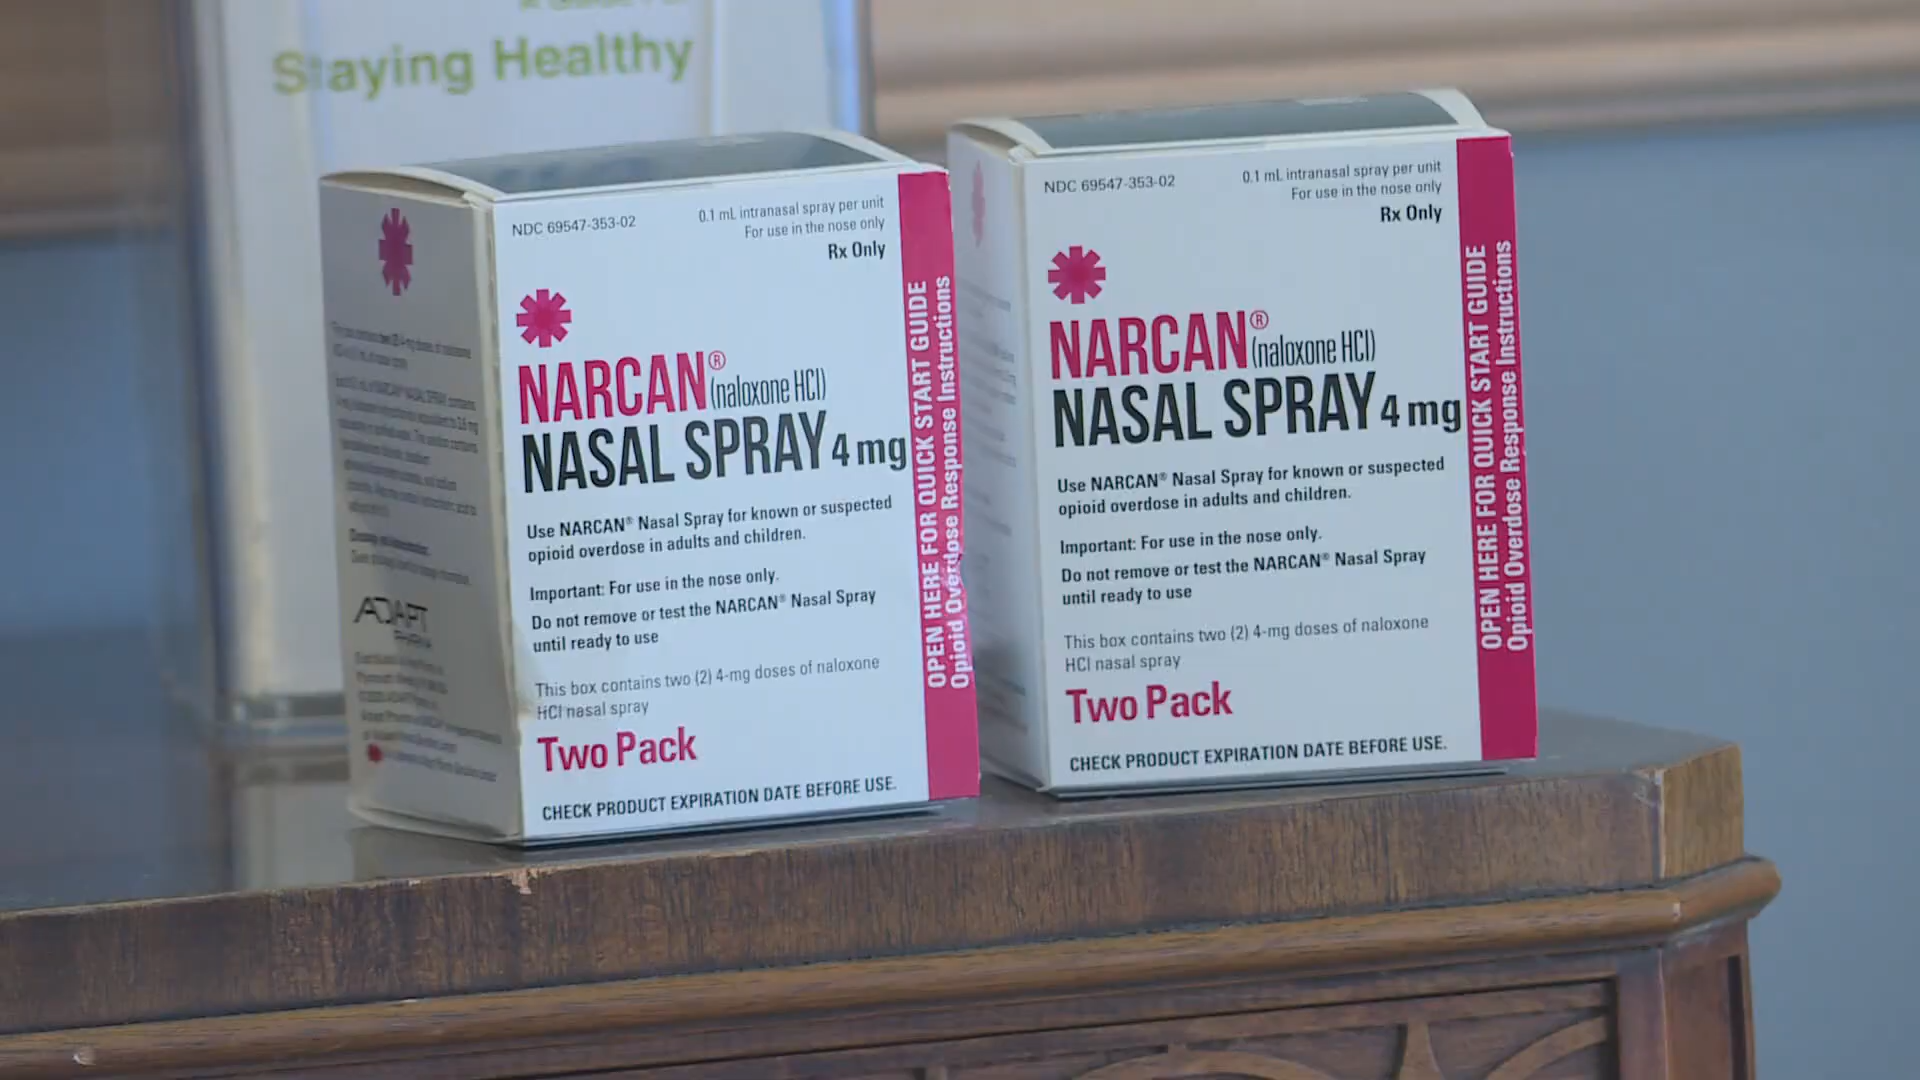 Staying Healthy
NDC 69547-353-02
0.1 mL intranasal spray per unit
For use in the nose only
Rx Only
NARCAN®
(naloxone HCl)
NASAL SPRAY 4 mg
Use NARCAN® Nasal Spray for known or suspected
opioid overdose in adults and children.
Important: For use in the nose only.
Do not remove or test the NARCAN® Nasal Spray
until ready to use
This box contains two (2) 4-mg doses of naloxone
HCl nasal spray
Two Pack
CHECK PRODUCT EXPIRATION DATE BEFORE USE.
OPEN HERE FOR QUICK START GUIDE
Opioid Overdose Response Instructions
ADAPT
PHARMA
NDC 69547-353-02
0.1 mL intranasal spray per unit
For use in the nose only
Rx Only
NARCAN®
(naloxone HCl)
NASAL SPRAY 4 mg
Use NARCAN® Nasal Spray for known or suspected
opioid overdose in adults and children.
Important: For use in the nose only.
Do not remove or test the NARCAN® Nasal Spray
until ready to use
This box contains two (2) 4-mg doses of naloxone
HCl nasal spray
Two Pack
CHECK PRODUCT EXPIRATION DATE BEFORE USE.
OPEN HERE FOR QUICK START GUIDE
Opioid Overdose Response Instructions